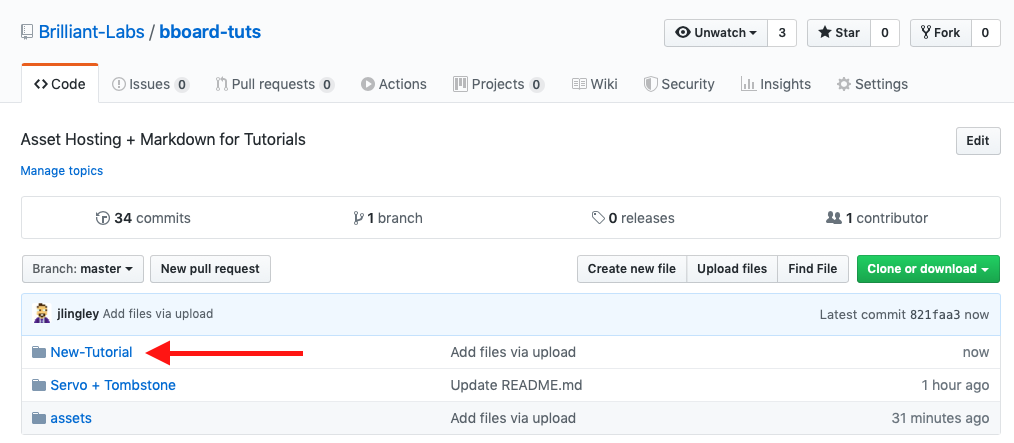 Brilliant-Labs / bboard-tuts
Unwatch 3 Star 0 Fork 0
Code Issues 0 Pull requests 0 Actions Projects 0 Wiki Security Insights Settings
Asset Hosting + Markdown for Tutorials
Edit
Manage topics
34 commits 1 branch 0 releases 1 contributor
Branch: master New pull request Create new file Upload files Find File Clone or download
jlingley Add files via upload Latest commit 821faa3 now
New-Tutorial Add files via upload now
Servo + Tombstone Update README.md 1 hour ago
assets Add files via upload 31 minutes ago